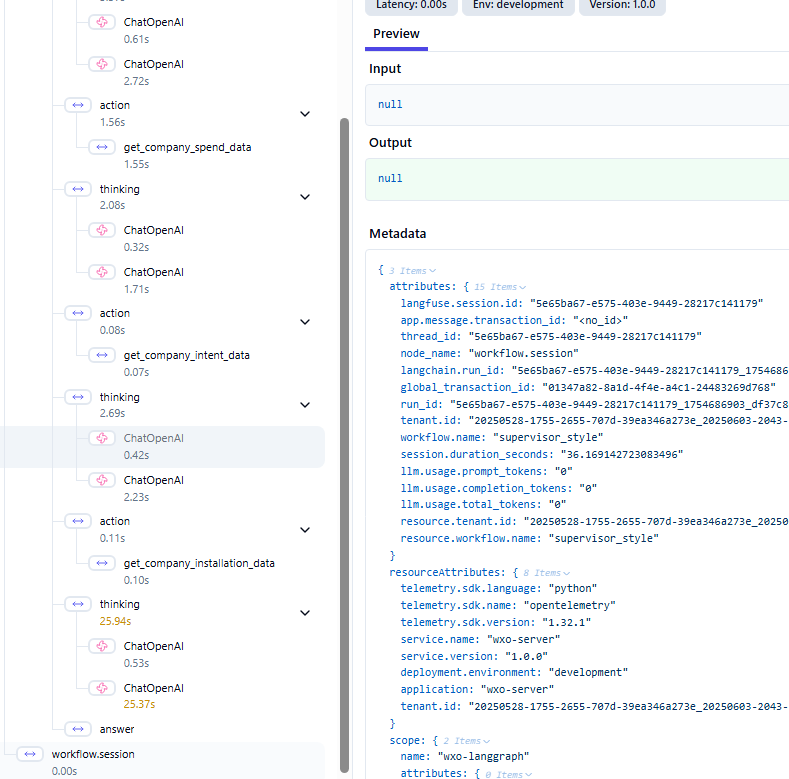 ChatOpenAI
0.61s
ChatOpenAI
2.72s
action
1.56s
get_company_spend_data
1.55s
thinking
2.08s
ChatOpenAI
0.32s
ChatOpenAI
1.71s
action
0.08s
get_company_intent_data
0.07s
thinking
2.69s
ChatOpenAI
0.42s
ChatOpenAI
2.23s
action
0.11s
get_company_installation_data
0.10s
thinking
25.94s
ChatOpenAI
0.53s
ChatOpenAI
25.37s
answer
workflow.session
0.00s
Latency: 0.00s Env: development Version: 1.0.0
Preview
Input
null
Output
null
Metadata
{ 3 Items
attributes: { 15 Items
langfuse.session.id: "5e65ba67-e575-403e-9449-28217c141179"
app.message.transaction_id: "<no_id>"
thread_id: "5e65ba67-e575-403e-9449-28217c141179"
node_name: "workflow.session"
langchain.run_id: "5e65ba67-e575-403e-9449-28217c141179_1754686
global_transaction_id: "01347a82-8a1d-4f4e-a4c1-24483269d768"
run_id: "5e65ba67-e575-403e-9449-28217c141179_1754686903_df37c8
tenant.id: "20250528-1755-2655-707d-39ea346a273e_20250603-2043-
workflow.name: "supervisor_style"
session.duration_seconds: "36.169142723083496"
llm.usage.prompt_tokens: "0"
llm.usage.completion_tokens: "0"
llm.usage.total_tokens: "0"
resource.tenant.id: "20250528-1755-2655-707d-39ea346a273e_20250
resource.workflow.name: "supervisor_style"
}
resourceAttributes: { 8 Items
telemetry.sdk.language: "python"
telemetry.sdk.name: "opentelemetry"
telemetry.sdk.version: "1.32.1"
service.name: "wxo-server"
service.version: "1.0.0"
deployment.environment: "development"
application: "wxo-server"
tenant.id: "20250528-1755-2655-707d-39ea346a273e_20250603-2043-
}
scope: { 2 Items
name: "wxo-langgraph"
attributes: { 0 Items